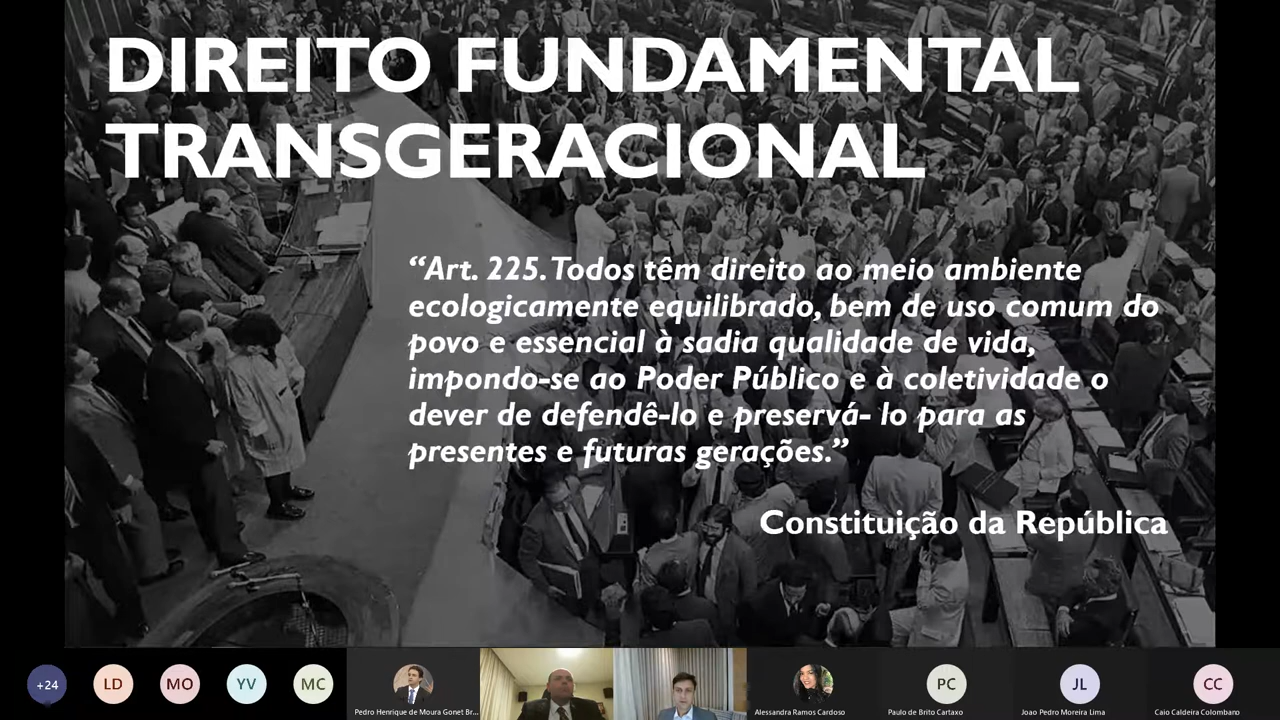 DIREITO FUNDAMENTAL
TRANSGERACIONAL
“Art. 225. Todos têm direito ao meio ambiente
ecologicamente equilibrado, bem de uso comum do
povo e essencial à sadia qualidade de vida,
impondo-se ao Poder Público e à coletividade o
dever de defendê-lo e preservá- lo para as
presentes e futuras gerações.”
Constituição da República
+24
LD
MO
YV
MC
Pedro Henrique de Moura Gonet Br...
Alessandra Ramos Cardoso
PC
Paulo de Brito Cartaxo
JL
Joao Pedro Moreira Lima
CC
Caio Caldeira Colombano